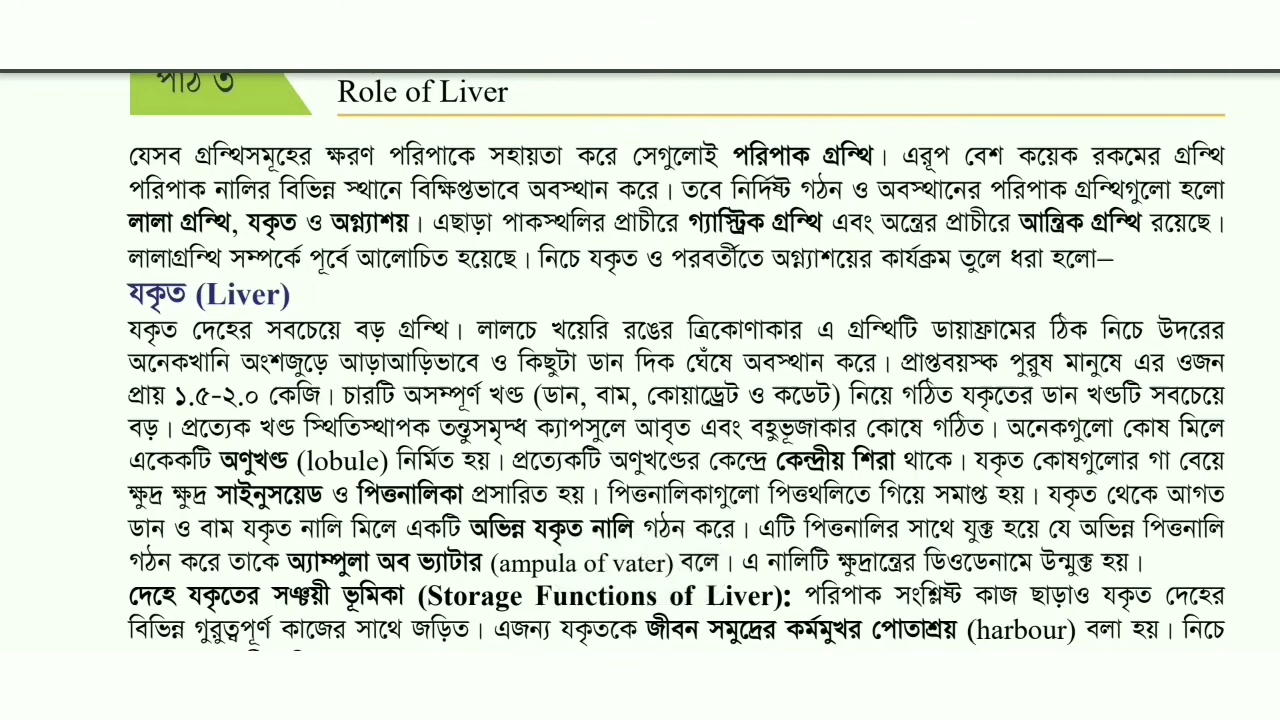 পাঠ ৩
Role of Liver
যেসব গ্রন্থিসমূহের ক্ষরণ পরিপাকে সহায়তা করে সেগুলোই পরিপাক গ্রন্থি। এরূপ বেশ কয়েক রকমের গ্রন্থি
পরিপাক নালির বিভিন্ন স্থানে বিক্ষিপ্তভাবে অবস্থান করে। তবে নির্দিষ্ট গঠন ও অবস্থানের পরিপাক গ্রন্থিগুলো হলো
লালা গ্রন্থি, যকৃত ও অগ্ন্যাশয়। এছাড়া পাকস্থলির প্রাচীরে গ্যাস্ট্রিক গ্রন্থি এবং অন্ত্রের প্রাচীরে আন্ত্রিক গ্রন্থি রয়েছে।
লালাগ্রন্থি সম্পর্কে পূর্বে আলোচিত হয়েছে। নিচে যকৃত ও পরবর্তীতে অগ্ন্যাশয়ের কার্যক্রম তুলে ধরা হলো–
যকৃত (Liver)
যকৃত দেহের সবচেয়ে বড় গ্রন্থি। লালচে খয়েরি রঙের ত্রিকোণাকার এ গ্রন্থিটি ডায়াফ্রামের ঠিক নিচে উদরের
অনেকখানি অংশজুড়ে আড়াআড়িভাবে ও কিছুটা ডান দিক ঘেঁষে অবস্থান করে। প্রাপ্তবয়স্ক পুরুষ মানুষে এর ওজন
প্রায় ১.৫-২.০ কেজি। চারটি অসম্পূর্ণ খণ্ড (ডান, বাম, কোয়াড্রেট ও কডেট) নিয়ে গঠিত যকৃতের ডান খণ্ডটি সবচেয়ে
বড়। প্রত্যেক খণ্ড স্থিতিস্থাপক তন্তুসমৃদ্ধ ক্যাপসুলে আবৃত এবং বহুভূজাকার কোষে গঠিত। অনেকগুলো কোষ মিলে
একেকটি অণুখণ্ড (lobule) নির্মিত হয়। প্রত্যেকটি অণুখণ্ডের কেন্দ্রে কেন্দ্রীয় শিরা থাকে। যকৃত কোষগুলোর গা বেয়ে
ক্ষুদ্র ক্ষুদ্র সাইনুসয়েড ও পিত্তনালিকা প্রসারিত হয়। পিত্তনালিকাগুলো পিত্তথলিতে গিয়ে সমাপ্ত হয়। যকৃত থেকে আগত
ডান ও বাম যকৃত নালি মিলে একটি অভিন্ন যকৃত নালি গঠন করে। এটি পিত্তনালির সাথে যুক্ত হয়ে যে অভিন্ন পিত্তনালি
গঠন করে তাকে অ্যাম্পুলা অব ভ্যাটার (ampula of vater) বলে। এ নালিটি ক্ষুদ্রান্ত্রের ডিওডেনামে উন্মুক্ত হয়।
দেহে যকৃতের সঞ্চয়ী ভূমিকা (Storage Functions of Liver): পরিপাক সংশ্লিষ্ট কাজ ছাড়াও যকৃত দেহের
বিভিন্ন গুরুত্বপূর্ণ কাজের সাথে জড়িত। এজন্য যকৃতকে জীবন সমুদ্রের কর্মমুখর পোতাশ্রয় (harbour) বলা হয়। নিচে